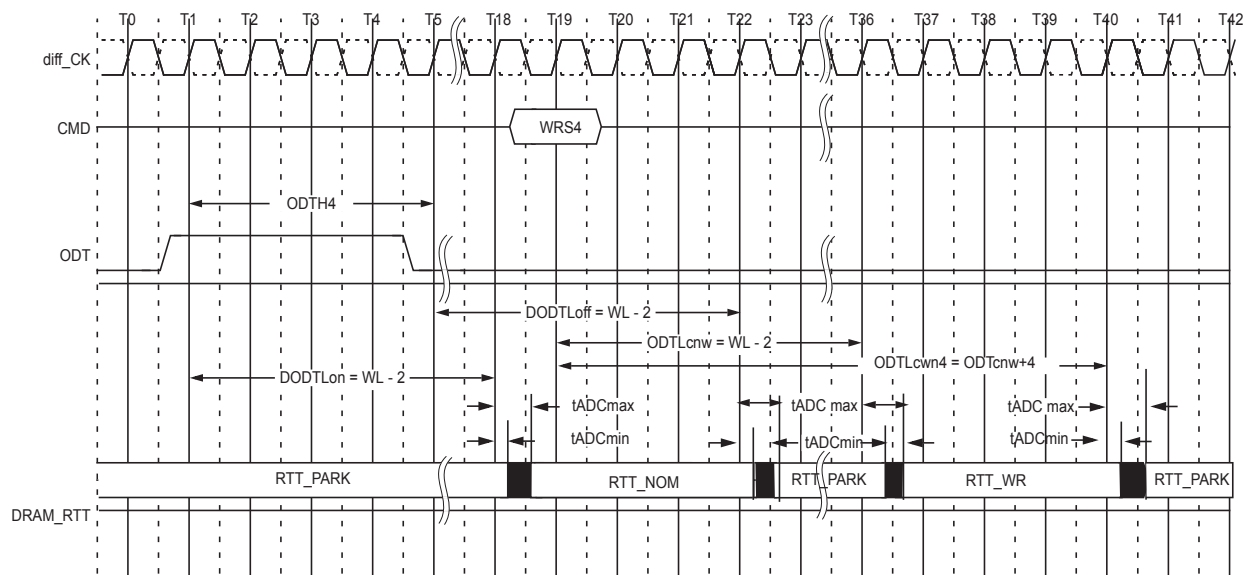 T0 T1 T2 T3 T4 T5 T18 T19 T20 T21 T22 T23 T36 T37 T38 T39 T40 T41 T42
diff_CK
CMD
WRS4
ODTH4
ODT
DODTLoff = WL - 2
ODTLcnw = WL - 2
ODTLcwn4 = ODTcnw+4
DODTLon = WL - 2
tADCmax tADC max tADC max
tADCmin tADCmin tADCmin
RTT_PARK RTT_NOM RTT_PARK RTT_WR RTT_PARK
DRAM_RTT